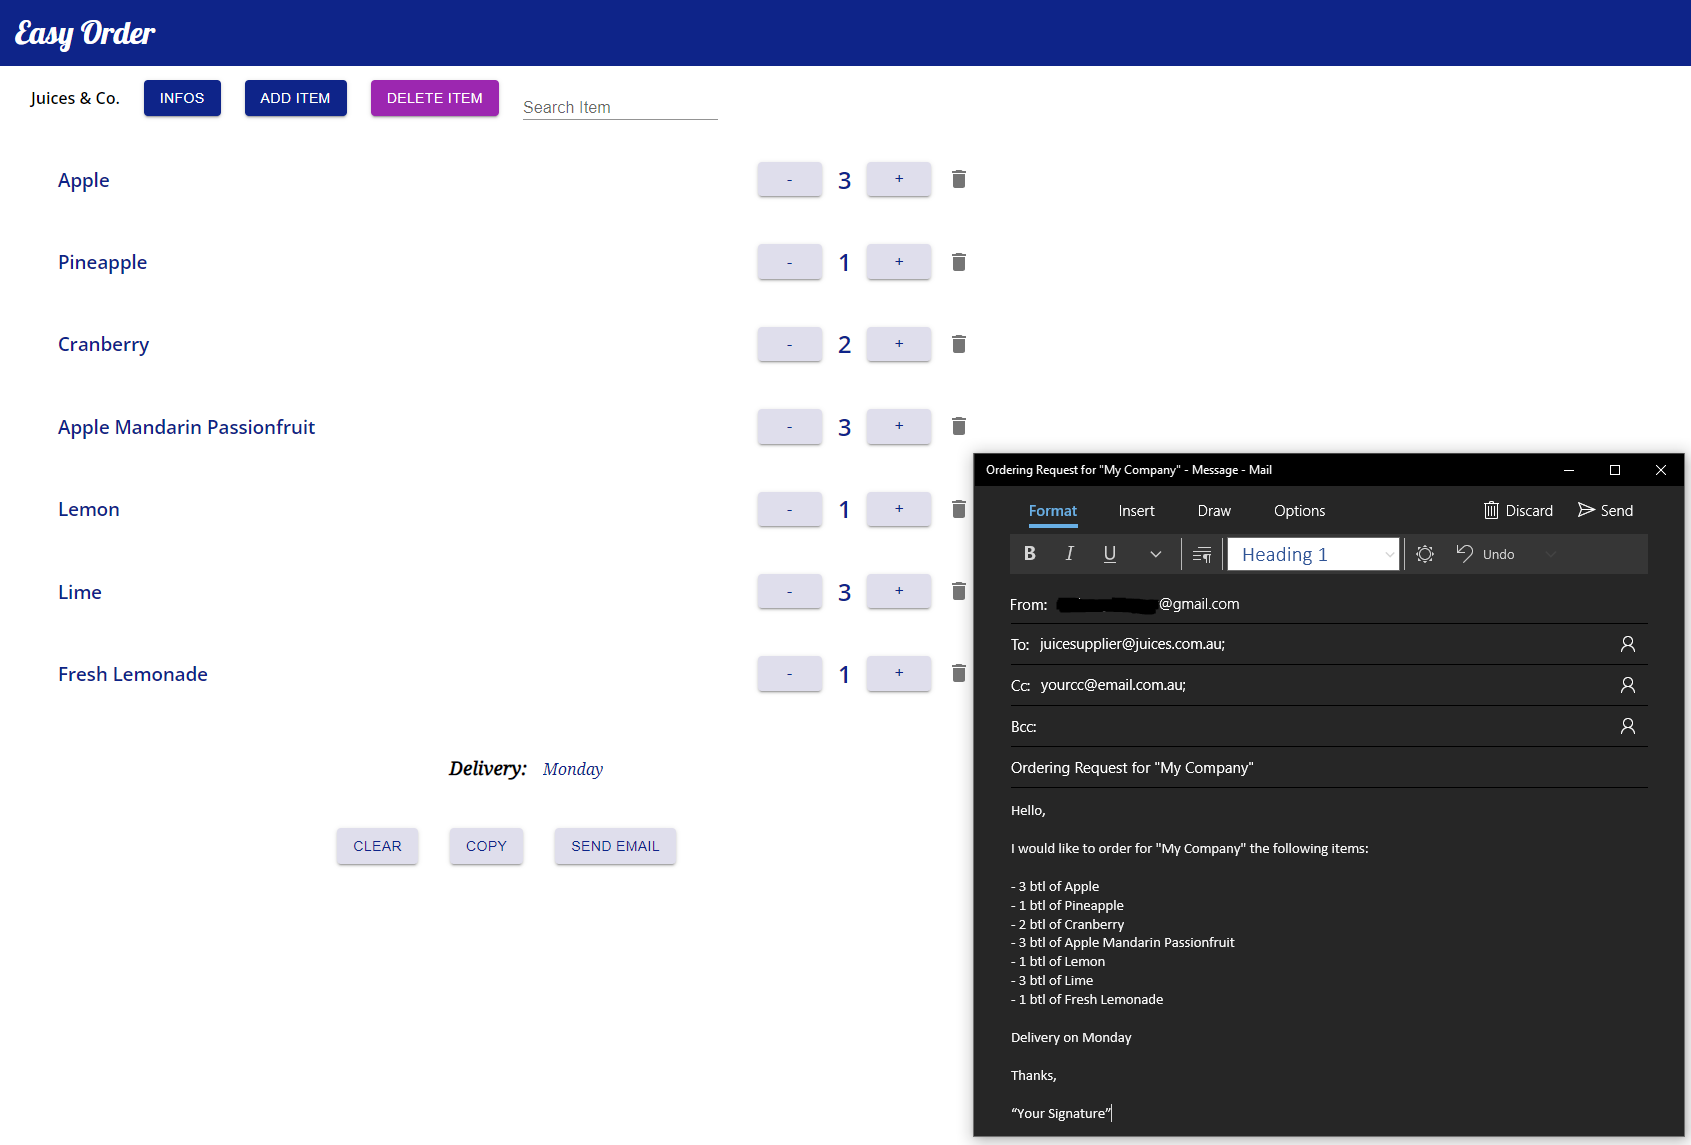 Easy Order
Juices & Co. INFOS ADD ITEM DELETE ITEM Search Item
Apple - 3 +
Pineapple - 1 +
Cranberry - 2 +
Apple Mandarin Passionfruit - 3 +
Lemon - 1 +
Lime - 3 +
Fresh Lemonade - 1 +
Delivery: Monday
CLEAR COPY SEND EMAIL
Ordering Request for "My Company" - Message - Mail
Format Insert Draw Options Discard Send
B I U Heading 1 Undo
From: @gmail.com
To: juicesupplier@juices.com.au;
Cc: yourcc@email.com.au;
Bcc:
Ordering Request for "My Company"
Hello,
I would like to order for "My Company" the following items:
- 3 btl of Apple
- 1 btl of Pineapple
- 2 btl of Cranberry
- 3 btl of Apple Mandarin Passionfruit
- 1 btl of Lemon
- 3 btl of Lime
- 1 btl of Fresh Lemonade
Delivery on Monday
Thanks,
“Your Signature”